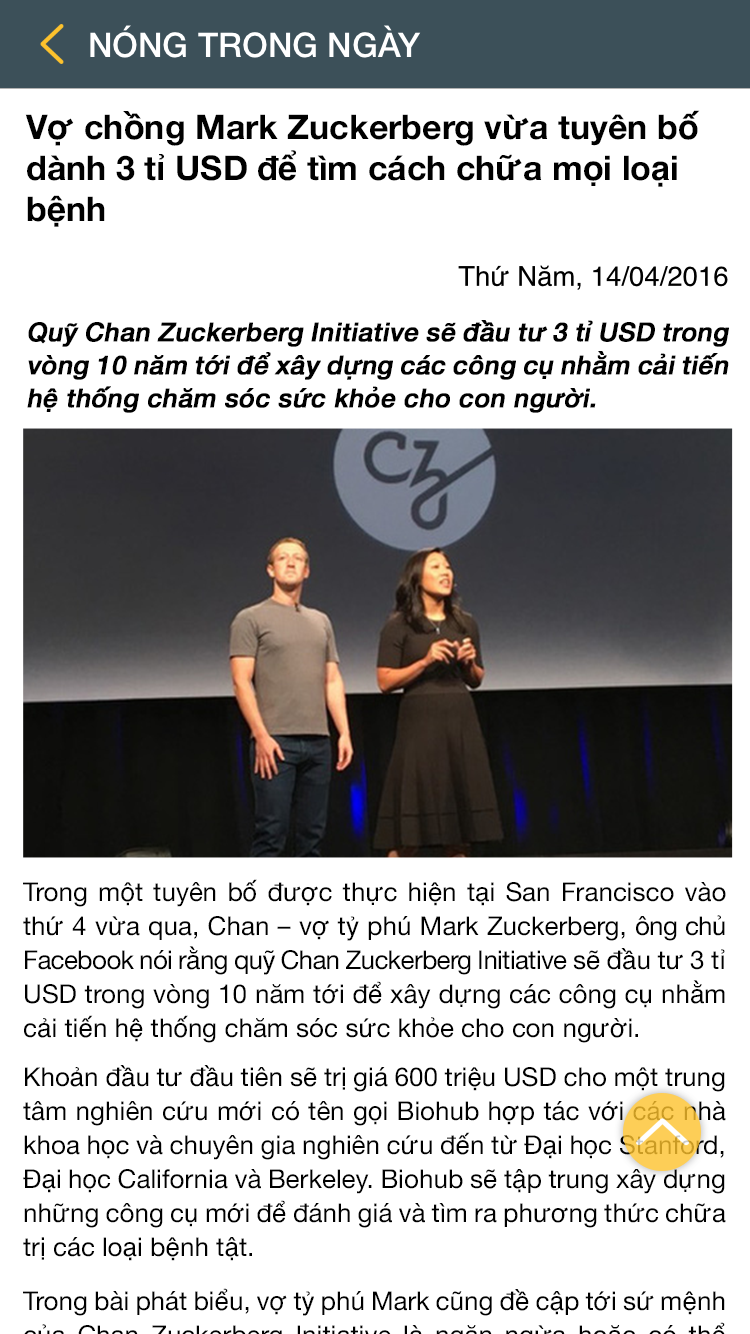 NÓNG TRONG NGÀY
Vợ chồng Mark Zuckerberg vừa tuyên bố
dành 3 tỉ USD để tìm cách chữa mọi loại
bệnh
Thứ Năm, 14/04/2016
Quỹ Chan Zuckerberg Initiative sẽ đầu tư 3 tỉ USD trong
vòng 10 năm tới để xây dựng các công cụ nhằm cải tiến
hệ thống chăm sóc sức khỏe cho con người.
cz
Trong một tuyên bố được thực hiện tại San Francisco vào
thứ 4 vừa qua, Chan – vợ tỷ phú Mark Zuckerberg, ông chủ
Facebook nói rằng quỹ Chan Zuckerberg Initiative sẽ đầu tư 3 tỉ
USD trong vòng 10 năm tới để xây dựng các công cụ nhằm
cải tiến hệ thống chăm sóc sức khỏe cho con người.
Khoản đầu tư đầu tiên sẽ trị giá 600 triệu USD cho một trung
tâm nghiên cứu mới có tên gọi Biohub hợp tác với các nhà
khoa học và chuyên gia nghiên cứu đến từ Đại học Stanford,
Đại học California và Berkeley. Biohub sẽ tập trung xây dựng
những công cụ mới để đánh giá và tìm ra phương thức chữa
trị các loại bệnh tật.
Trong bài phát biểu, vợ tỷ phú Mark cũng đề cập tới sứ mệnh
của Chan Zuckerberg Initiative là ngăn ngừa hoặc có thể